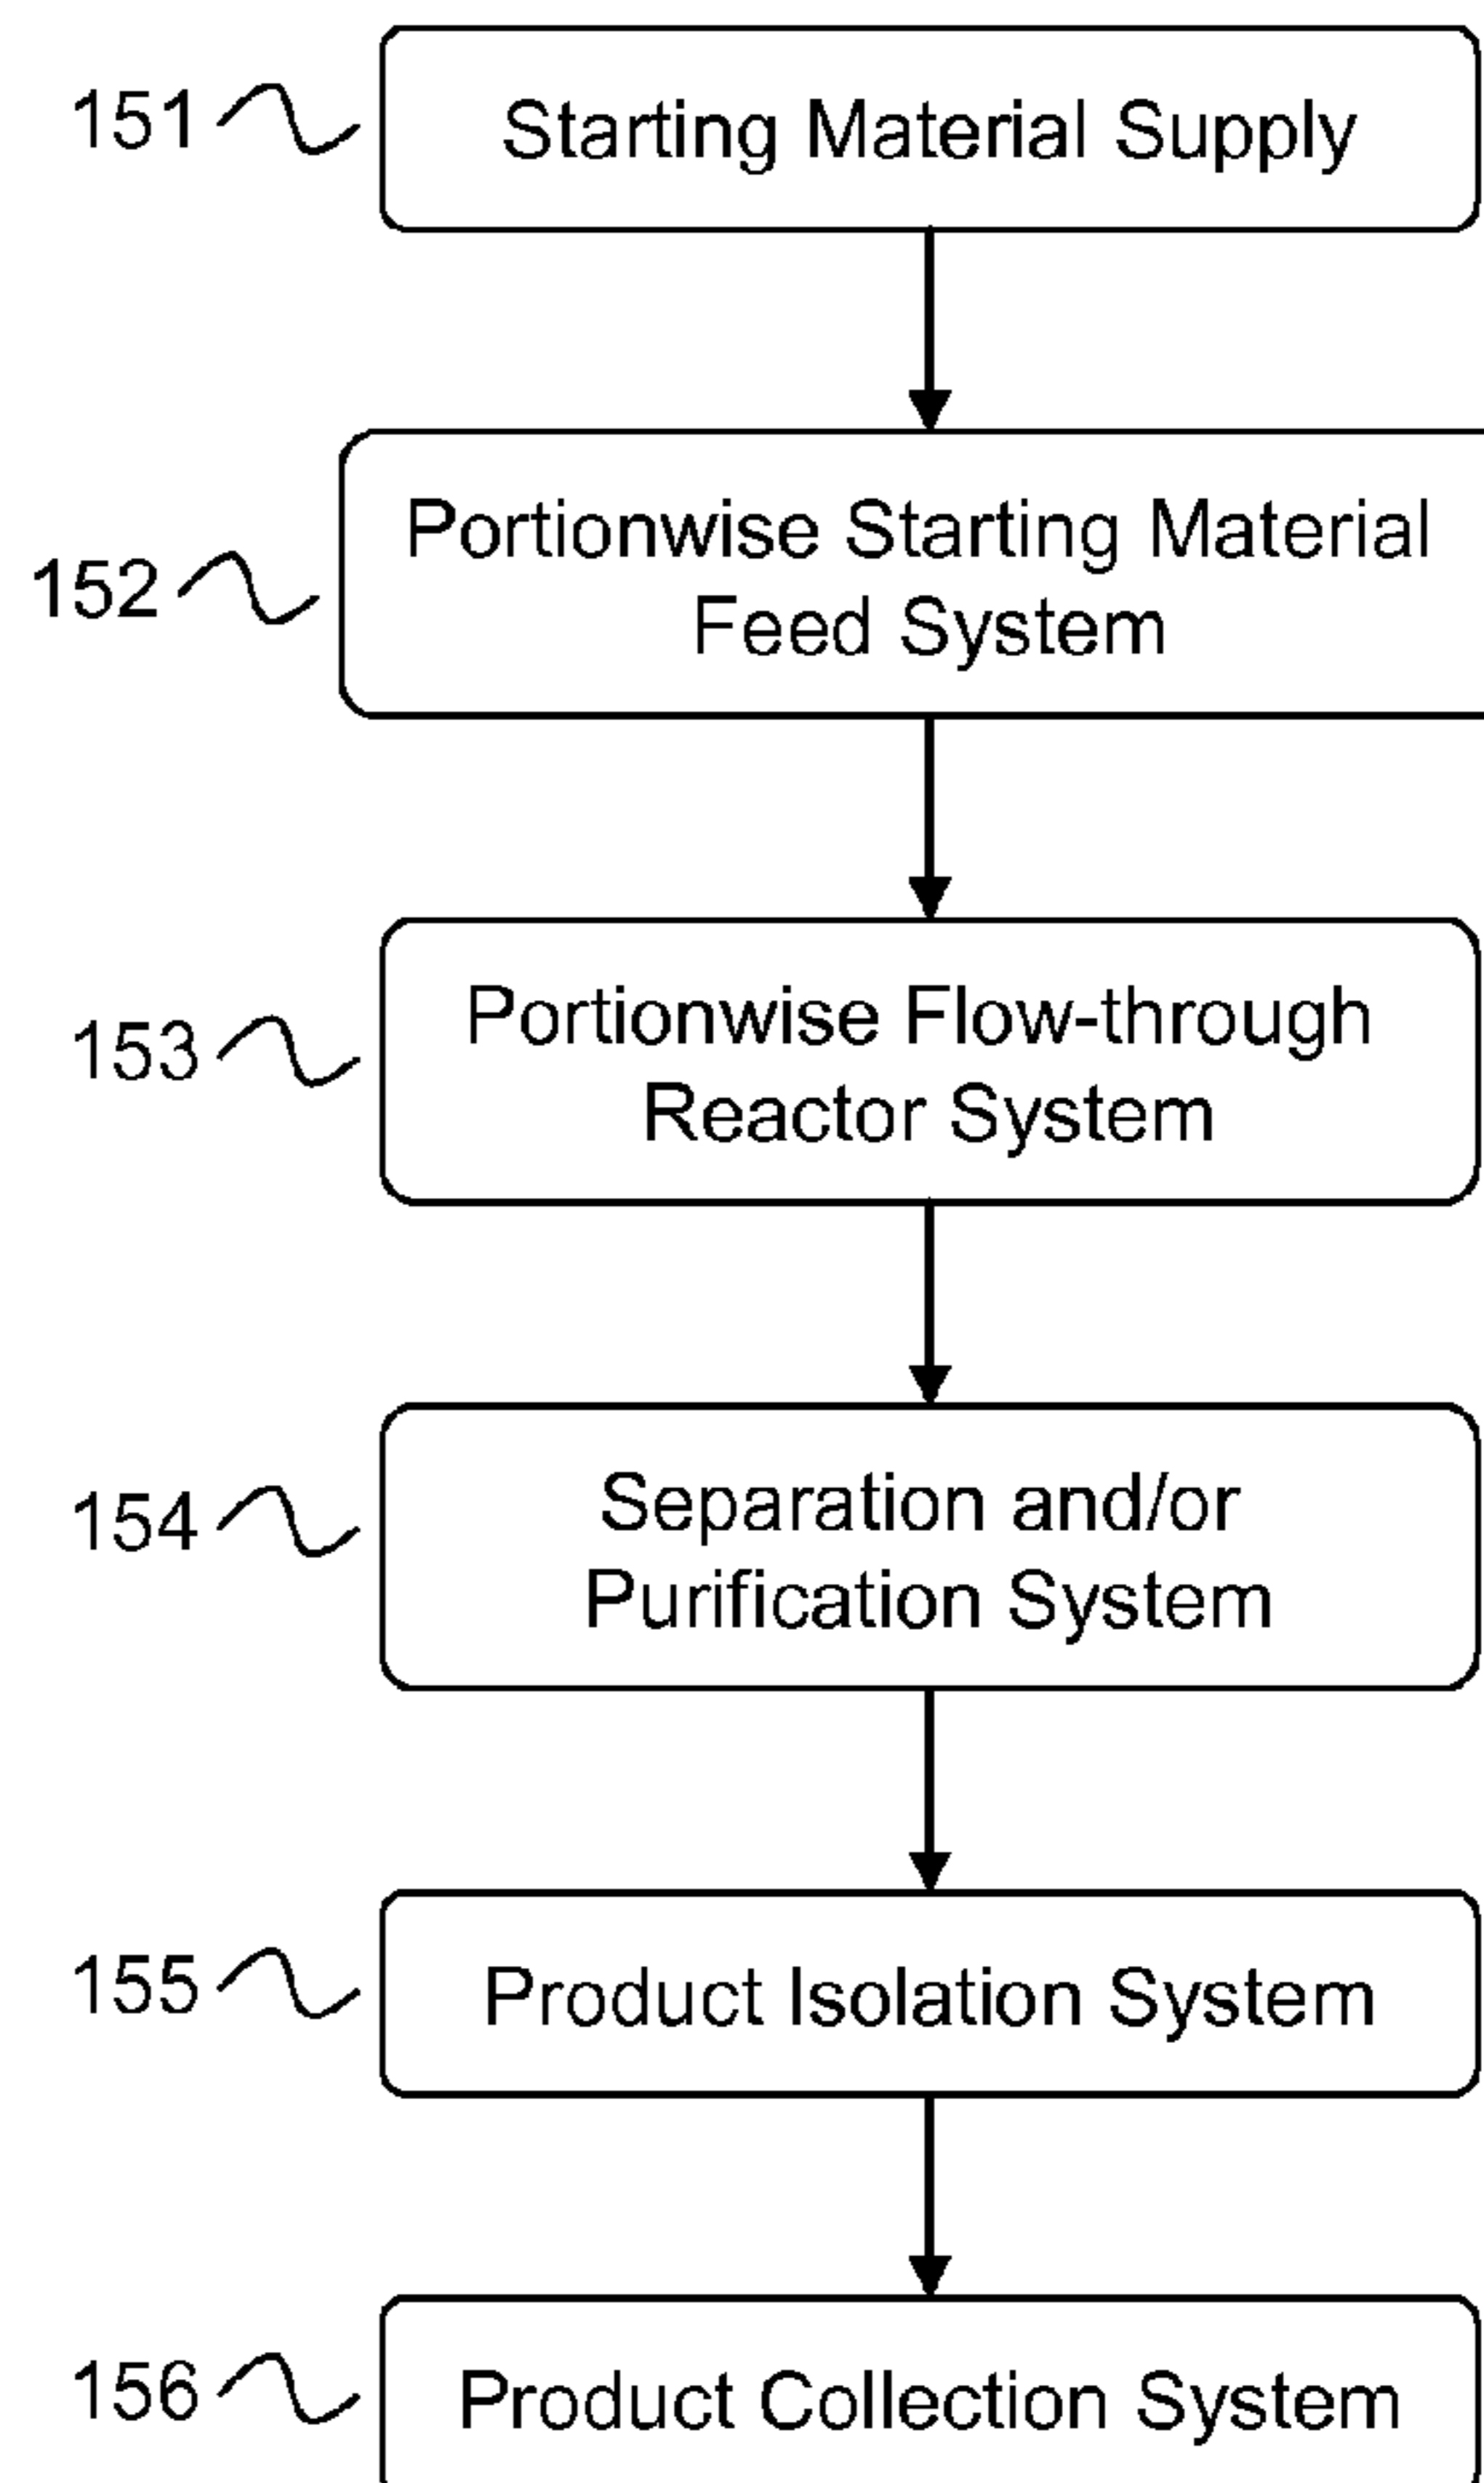 151
Starting Material Supply
152
Portionwise Starting Material
Feed System
153
Portionwise Flow-through
Reactor System
154
Separation and/or
Purification System
155
Product Isolation System
156
Product Collection System